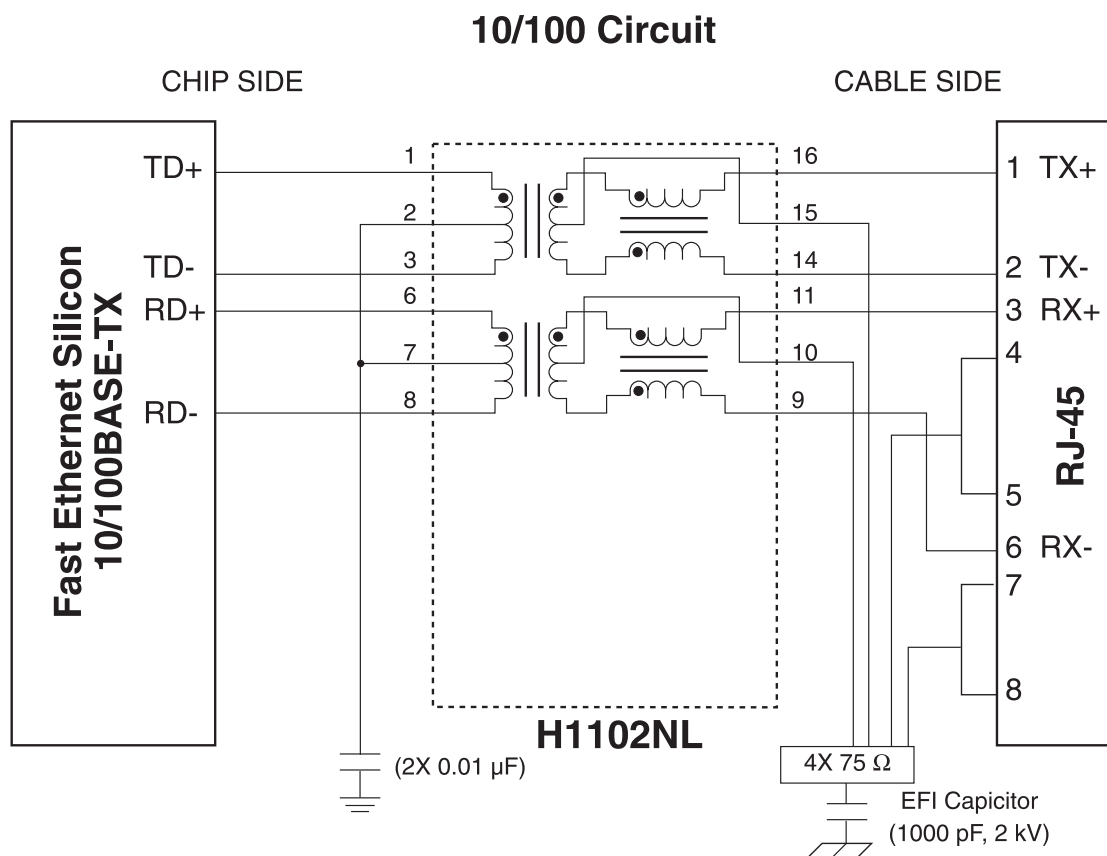 10/100 Circuit
CHIP SIDE
CABLE SIDE
Fast Ethernet Silicon
10/100BASE-TX
TD+
TD-
RD+
RD-
1
2
3
6
7
8
16
15
14
11
10
9
1 TX+
2 TX-
3 RX+
4
5
6 RX-
7
8
RJ-45
H1102NL
(2X 0.01 µF)
4X 75 Ω
EFI Capicitor
(1000 pF, 2 kV)